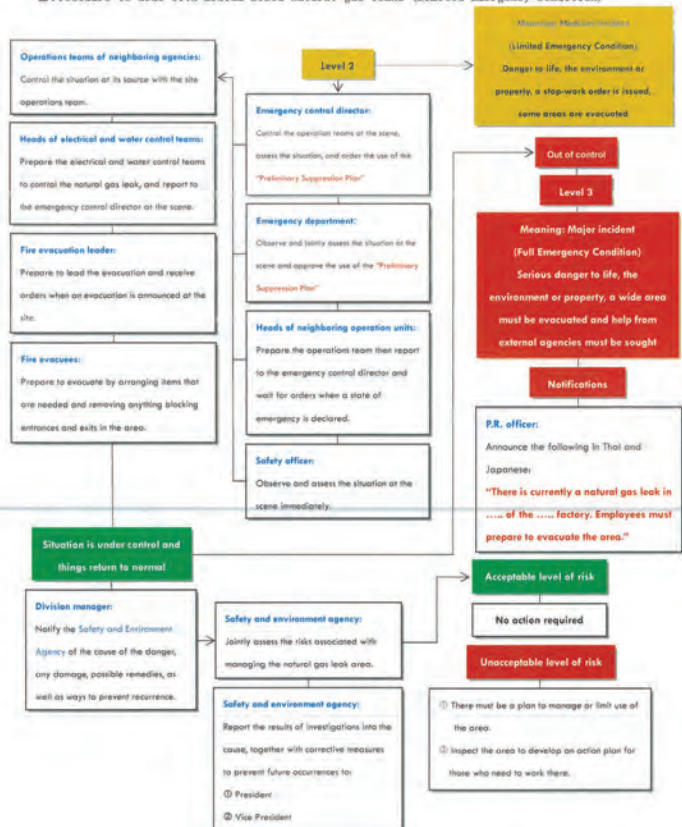 Operations teams of neighboring agencies:
Control the situation at its source with the site
operations team.
Heads of electrical and water control teams:
Prepare the electrical and water control teams
to control the natural gas leak, and report to
the emergency control director at the scene.
Fire evacuation leader:
Prepare to lead the evacuation and receive
orders when an evacuation is announced at the
site.
Fire evacuees:
Prepare to evacuate by arranging items that
are needed and removing anything blocking
entrances and exits in the area.
Level 2
Emergency control director:
Control the operation teams at the scene,
assess the situation, and order the use of the
"Preliminary Suppression Plan"
Emergency department:
Observe and jointly assess the situation at the
scene and approve the use of the "Preliminary
Suppression Plan"
Heads of neighboring operation units:
Prepare the operations team then report
to the emergency control director and
wait for orders when a state of
emergency is declared.
Safety officer:
Observe and assess the situation at the
scene immediately.
incident
(Limited Emergency Condition)
Danger to life, the environment or
property, a stop-work order is issued,
some areas are evacuated
Out of control
Level 3
Meaning: Major incident
(Full Emergency Condition)
Serious danger to life, the
environment or property, a wide area
must be evacuated and help from
external agencies must be sought
Notifications
P.R. officer:
Announce the following in Thai and
Japanese:
"There is currently a natural gas leak in
..... of the ..... factory. Employees must
prepare to evacuate the area."
Situation is under control and
things return to normal
Division manager:
Notify the Safety and Environment
Agency of the cause of the danger,
any damage, possible remedies, as
well as ways to prevent recurrence.
Safety and environment agency:
Jointly assess the risks associated with
managing the natural gas leak area.
Safety and environment agency:
Report the results of investigations into the
cause, together with corrective measures
to prevent future occurrences to:
① President
② Vice President
Acceptable level of risk
No action required
Unacceptable level of risk
① There must be a plan to manage or limit use of
the area.
② Inspect the area to develop an action plan for
those who need to work there.